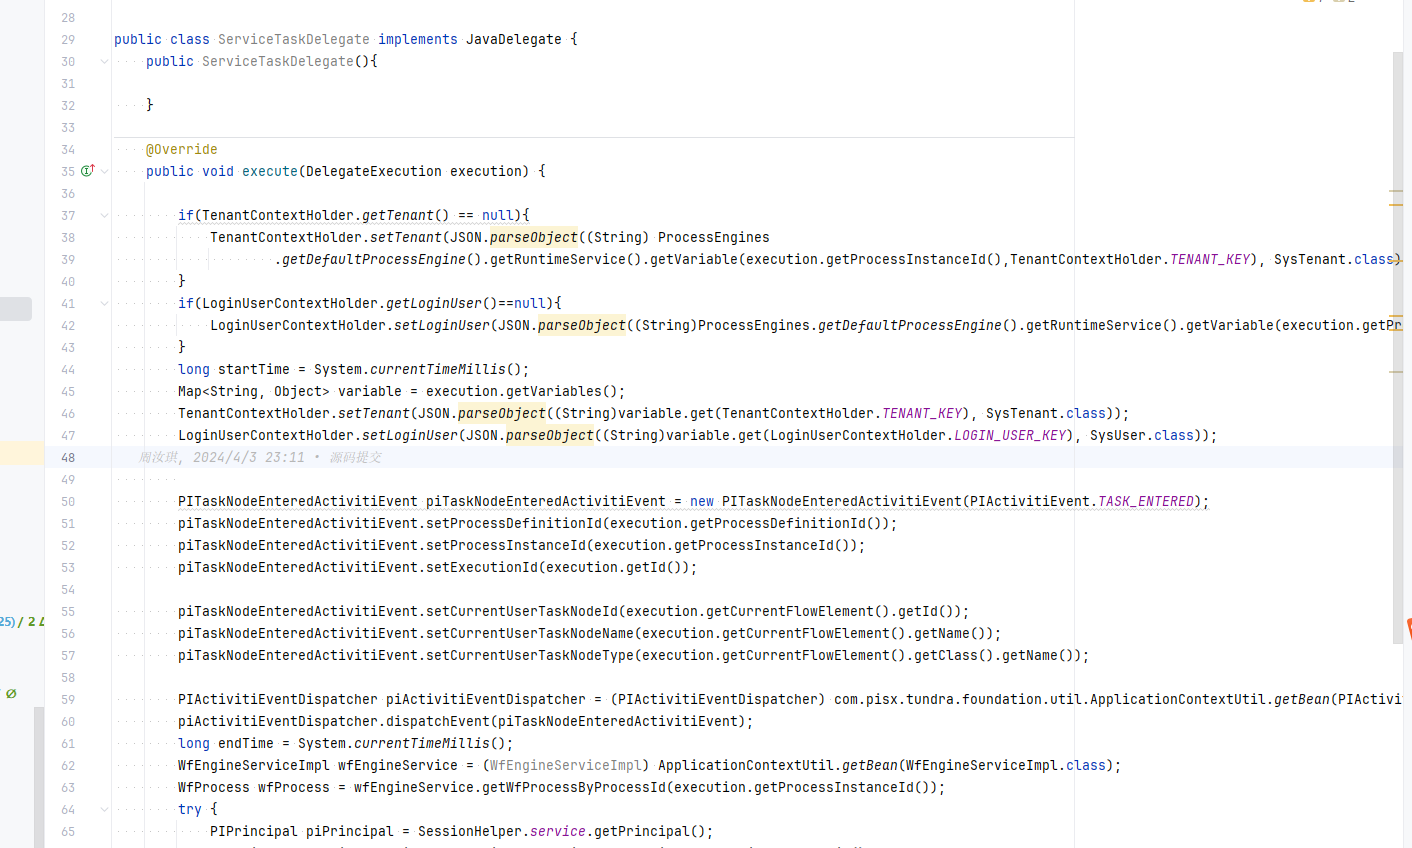 28
29 public class ServiceTaskDelegate implements JavaDelegate {
30 public ServiceTaskDelegate(){
31
32 }
33
34 @Override
35 public void execute(DelegateExecution execution) {
36
37 if(TenantContextHolder.getTenant() == null){
38 TenantContextHolder.setTenant(JSON.parseObject((String) ProcessEngines
39 .getDefaultProcessEngine().getRuntimeService().getVariable(execution.getProcessInstanceId(),TenantContextHolder.TENANT_KEY), SysTenant.class)
40 }
41 if(LoginUserContextHolder.getLoginUser()==null){
42 LoginUserContextHolder.setLoginUser(JSON.parseObject((String)ProcessEngines.getDefaultProcessEngine().getRuntimeService().getVariable(execution.getPr
43 }
44 long startTime = System.currentTimeMillis();
45 Map<String, Object> variable = execution.getVariables();
46 TenantContextHolder.setTenant(JSON.parseObject((String)variable.get(TenantContextHolder.TENANT_KEY), SysTenant.class));
47 LoginUserContextHolder.setLoginUser(JSON.parseObject((String)variable.get(LoginUserContextHolder.LOGIN_USER_KEY), SysUser.class));
48 周汝琪, 2024/4/3 23:11 • 源码提交
49
50 PITaskNodeEnteredActivitiEvent piTaskNodeEnteredActivitiEvent = new PITaskNodeEnteredActivitiEvent(PIActivitiEvent.TASK_ENTERED);
51 piTaskNodeEnteredActivitiEvent.setProcessDefinitionId(execution.getProcessDefinitionId());
52 piTaskNodeEnteredActivitiEvent.setProcessInstanceId(execution.getProcessInstanceId());
53 piTaskNodeEnteredActivitiEvent.setExecutionId(execution.getId());
54
55 piTaskNodeEnteredActivitiEvent.setCurrentUserTaskNodeId(execution.getCurrentFlowElement().getId());
25) / 2
56 piTaskNodeEnteredActivitiEvent.setCurrentUserTaskNodeName(execution.getCurrentFlowElement().getName());
57 piTaskNodeEnteredActivitiEvent.setCurrentUserTaskNodeType(execution.getCurrentFlowElement().getClass().getName());
58
59 PIActivitiEventDispatcher piActivitiEventDispatcher = (PIActivitiEventDispatcher) com.pisx.tundra.foundation.util.ApplicationContextUtil.getBean(PIActivi
60 piActivitiEventDispatcher.dispatchEvent(piTaskNodeEnteredActivitiEvent);
61 long endTime = System.currentTimeMillis();
62 WfEngineServiceImpl wfEngineService = (WfEngineServiceImpl) ApplicationContextUtil.getBean(WfEngineServiceImpl.class);
63 WfProcess wfProcess = wfEngineService.getWfProcessByProcessId(execution.getProcessInstanceId());
64 try {
65 PIPrincipal piPrincipal = SessionHelper.service.getPrincipal();